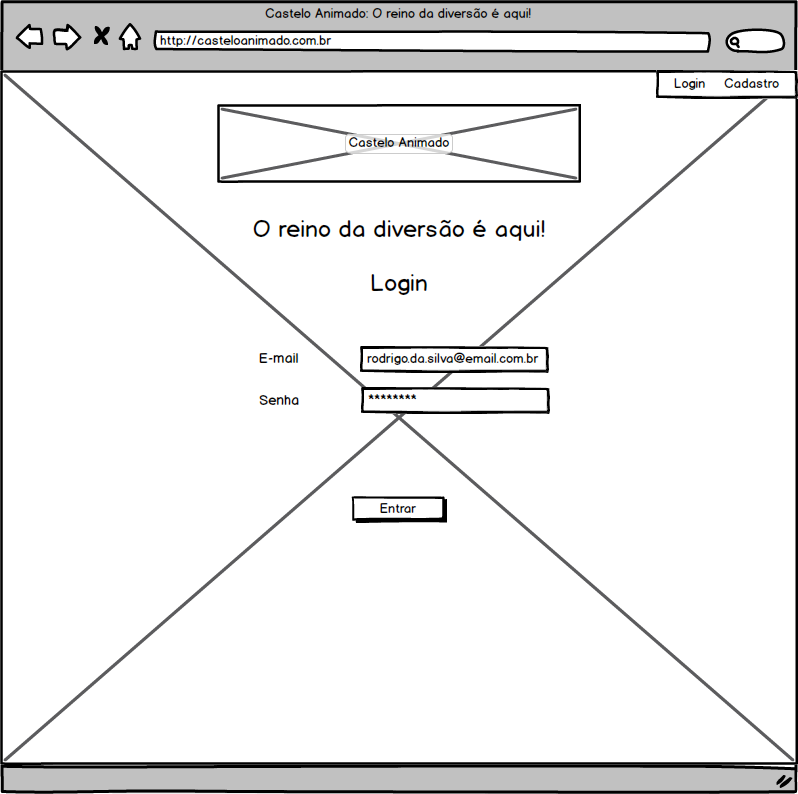 Castelo Animado: O reino da diversão é aqui!
http://casteloanimado.com.br
Login Cadastro
Castelo Animado
O reino da diversão é aqui!
Login
E-mail rodrigo.da.silva@email.com.br
Senha ********
Entrar